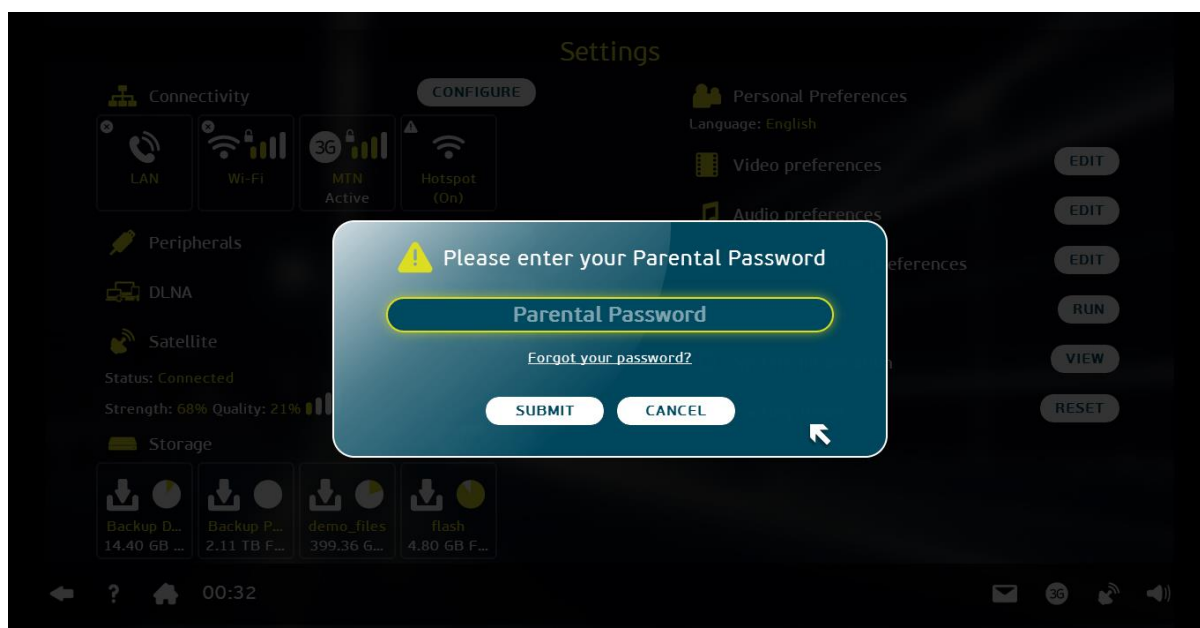 Settings
Connectivity
CONFIGURE
LAN
Wi-Fi
3G
MTN
Active
Hotspot
(On)
Peripherals
DLNA
Satellite
Status: Connected
Strength: 68% Quality: 21%
Storage
Backup D...
14.40 GB ...
Backup P...
2.11 TB F...
demo_files
399.36 G...
flash
4.80 GB F...
Personal Preferences
Language: English
Video preferences
EDIT
Audio preferences
EDIT
eferences
EDIT
RUN
VIEW
RESET
Please enter your Parental Password
Parental Password
Forgot your password?
SUBMIT
CANCEL
? 00:32
3G